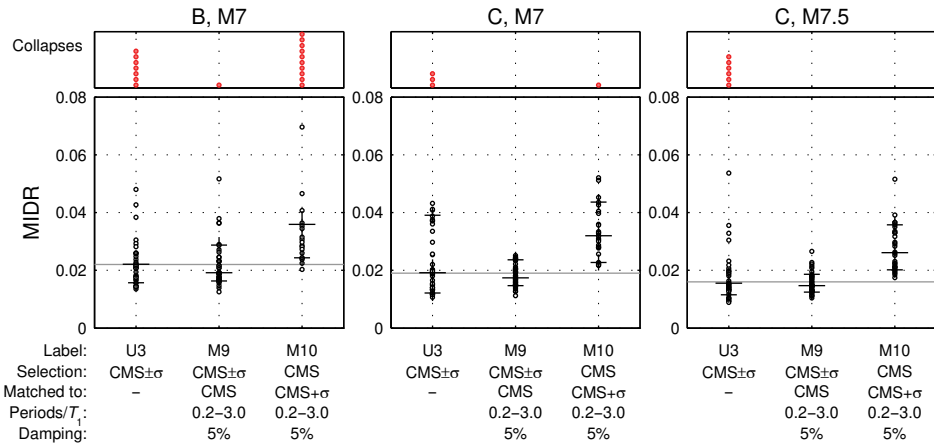 B, M7 C, M7 C, M7.5
Collapses
0.08 0.08 0.08
0.06 0.06 0.06
0.04 0.04 0.04
0.02 0.02 0.02
0 0 0
MIDR
Label: U3 M9 M10 U3 M9 M10 U3 M9 M10
Selection: CMS±σ CMS±σ CMS CMS±σ CMS±σ CMS CMS±σ CMS±σ CMS
Matched to: – CMS CMS+σ – CMS CMS+σ – CMS CMS+σ
Periods/T1: 0.2–3.0 0.2–3.0 0.2–3.0 0.2–3.0 0.2–3.0 0.2–3.0
Damping: 5% 5% 5% 5% 5% 5%